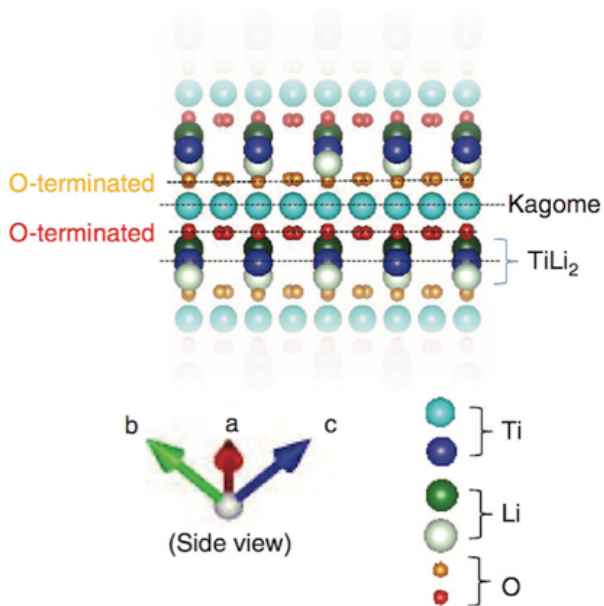 O-terminated
Kagome
O-terminated
TiLi₂
b a c
(Side view)
Ti
Li
O